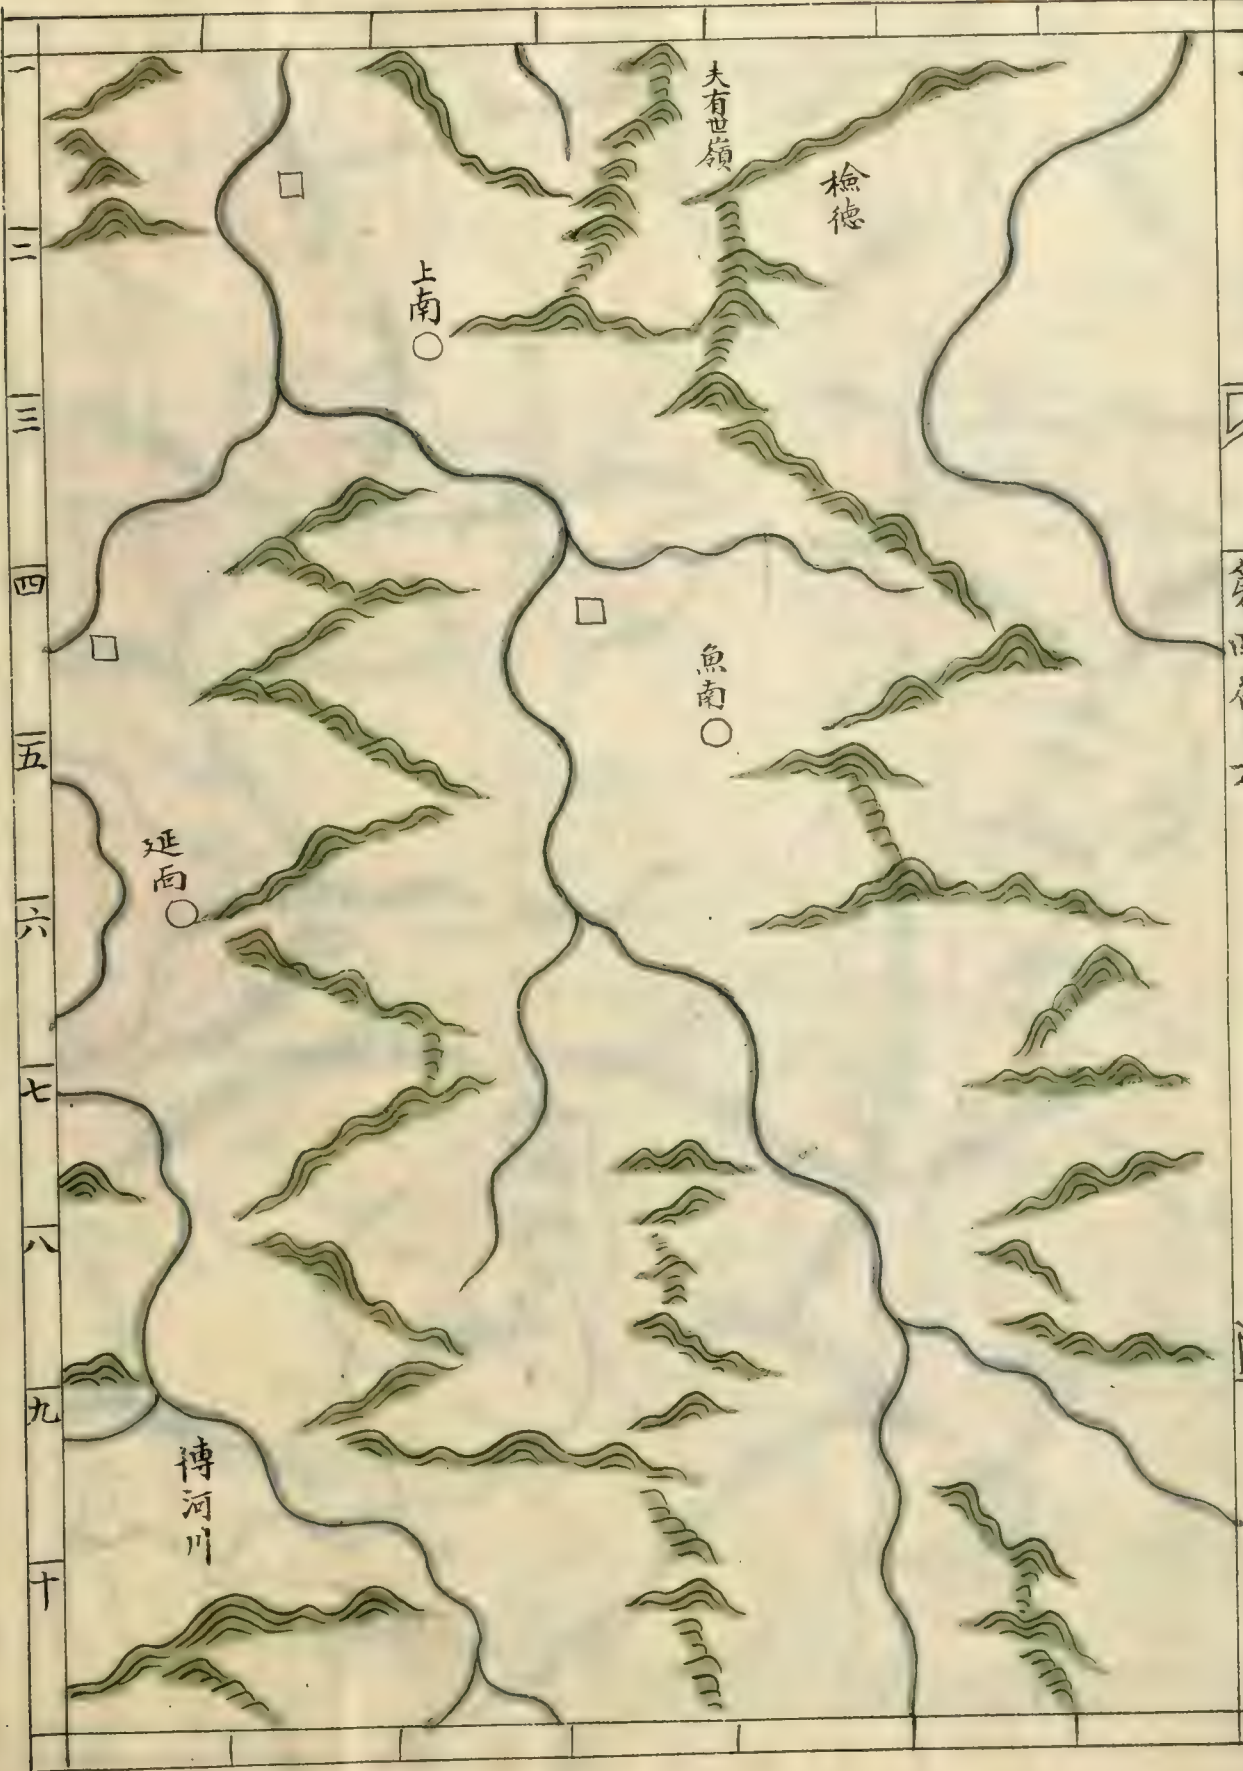 一
二
三
四
五
六
七
八
九
十
夫有世嶺
檢德
上南
魚南
延面
博河川